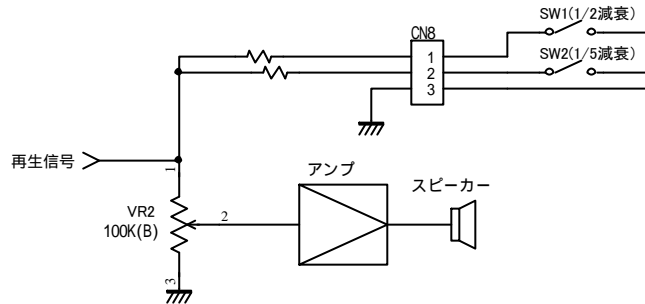 SW1(1/2減衰)
CN8
1
SW2(1/5減衰)
2
3
再生信号
1
アンプ
スピーカー
VR2
2
100K(B)
3